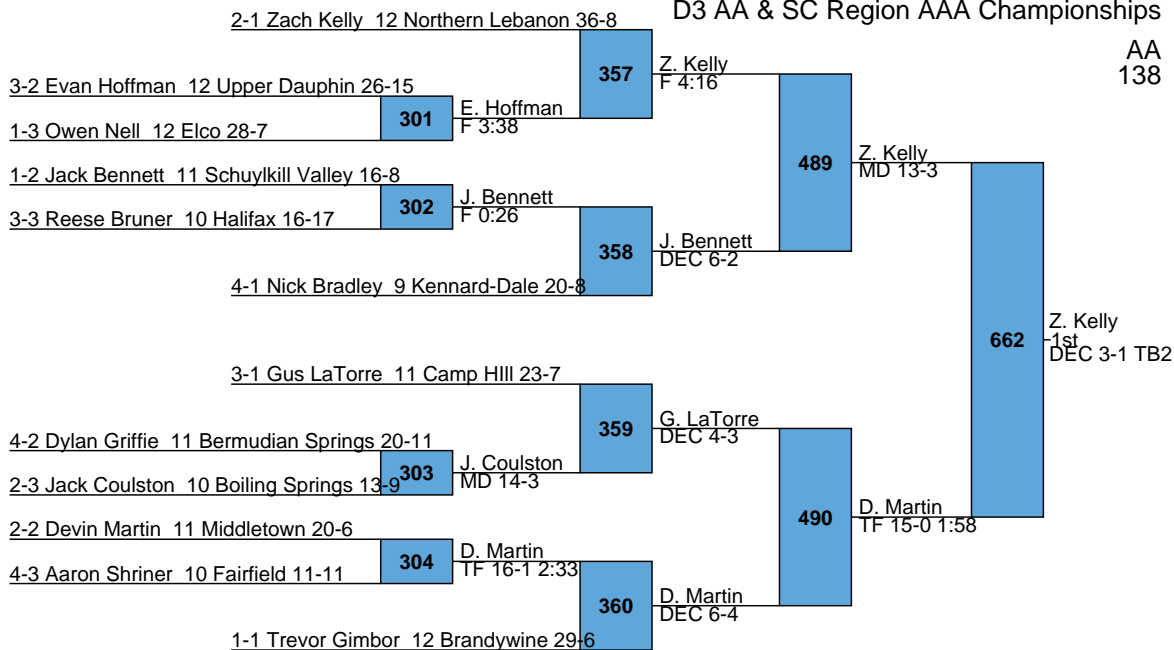 D3 AA & SC Region AAA Championships
AA
138
2-1 Zach Kelly 12 Northern Lebanon 36-8
357
Z. Kelly
F 4:16
3-2 Evan Hoffman 12 Upper Dauphin 26-15
301
E. Hoffman
F 3:38
1-3 Owen Nell 12 Elco 28-7
489
Z. Kelly
MD 13-3
1-2 Jack Bennett 11 Schuylkill Valley 16-8
302
J. Bennett
F 0:26
3-3 Reese Bruner 10 Halifax 16-17
358
J. Bennett
DEC 6-2
4-1 Nick Bradley 9 Kennard-Dale 20-8
662
Z. Kelly
1st
DEC 3-1 TB2
3-1 Gus LaTorre 11 Camp HIll 23-7
359
G. LaTorre
DEC 4-3
4-2 Dylan Griffie 11 Bermudian Springs 20-11
303
J. Coulston
MD 14-3
2-3 Jack Coulston 10 Boiling Springs 13-9
490
D. Martin
TF 15-0 1:58
2-2 Devin Martin 11 Middletown 20-6
304
D. Martin
TF 16-1 2:33
4-3 Aaron Shriner 10 Fairfield 11-11
360
D. Martin
DEC 6-4
1-1 Trevor Gimbor 12 Brandywine 29-6